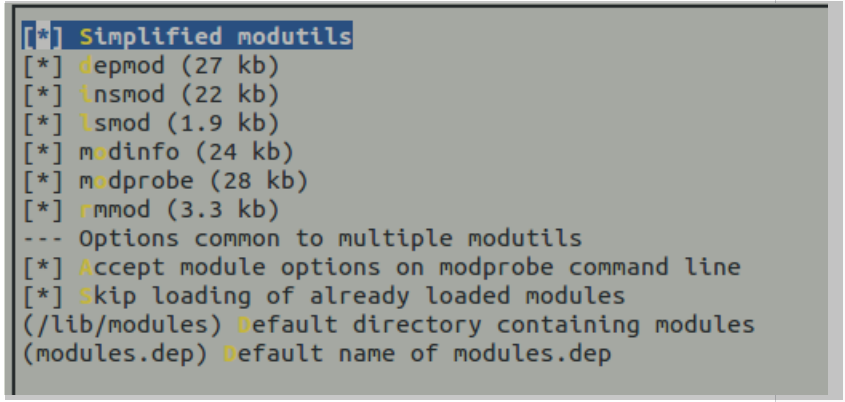 [*] Simplified modutils
[*] depmod (27 kb)
[*] insmod (22 kb)
[*] lsmod (1.9 kb)
[*] modinfo (24 kb)
[*] modprobe (28 kb)
[*] rmmod (3.3 kb)
--- Options common to multiple modutils
[*] Accept module options on modprobe command line
[*] Skip loading of already loaded modules
(/lib/modules) Default directory containing modules
(modules.dep) Default name of modules.dep